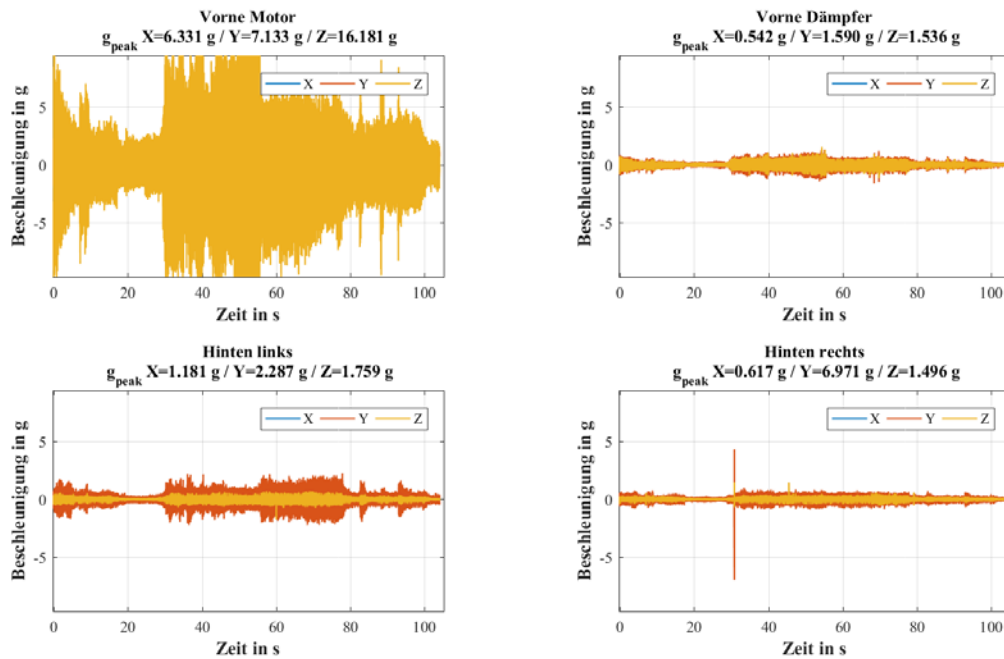 Vorne Motor
g_peak X=6.331 g / Y=7.133 g / Z=16.181 g
X Y Z
5
0
-5
Beschleunigung in g
0 20 40 60 80 100
Zeit in s
Vorne Dämpfer
g_peak X=0.542 g / Y=1.590 g / Z=1.536 g
X Y Z
5
0
-5
Beschleunigung in g
0 20 40 60 80 100
Zeit in s
Hinten links
g_peak X=1.181 g / Y=2.287 g / Z=1.759 g
X Y Z
5
0
-5
Beschleunigung in g
0 20 40 60 80 100
Zeit in s
Hinten rechts
g_peak X=0.617 g / Y=6.971 g / Z=1.496 g
X Y Z
5
0
-5
Beschleunigung in g
0 20 40 60 80 100
Zeit in s